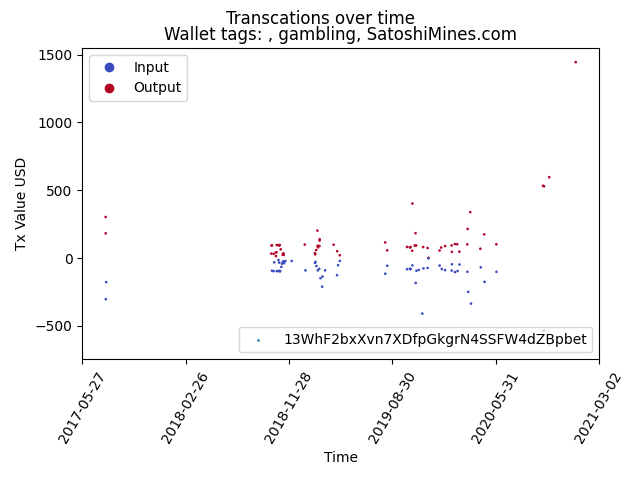 Transcations over time
Wallet tags: , gambling, SatoshiMines.com
1500
1000
500
0
−500
Tx Value USD
Input
Output
13WhF2bxXvn7XDfpGkgrN4SSFW4dZBpbet
2017-05-27
2018-02-26
2018-11-28
2019-08-30
2020-05-31
2021-03-02
Time